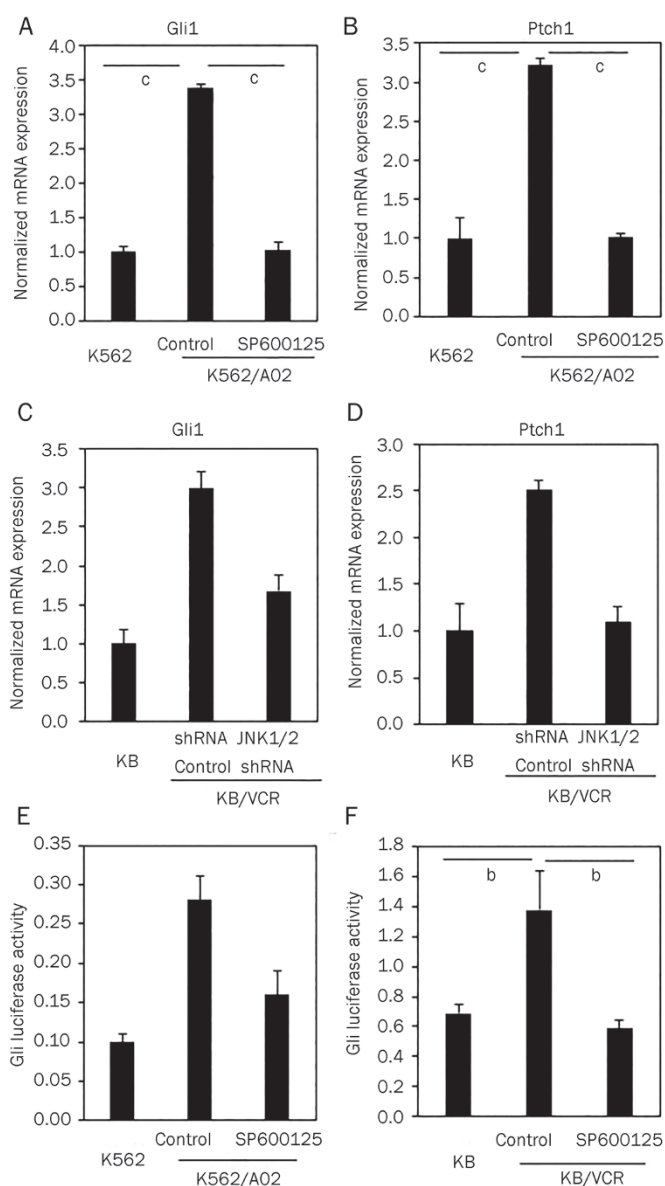 A
Gli1
Normalized mRNA expression
4.0
3.5
3.0
2.5
2.0
1.5
1.0
0.5
0.0
c
c
K562
Control
SP600125
K562/A02
B
Ptch1
Normalized mRNA expression
3.5
3.0
2.5
2.0
1.5
1.0
0.5
0.0
c
c
K562
Control
SP600125
K562/A02
C
Gli1
Normalized mRNA expression
3.5
3.0
2.5
2.0
1.5
1.0
0.5
0.0
KB
shRNA JNK1/2
Control shRNA
KB/VCR
D
Ptch1
Normalized mRNA expression
3.0
2.5
2.0
1.5
1.0
0.5
0.0
KB
shRNA JNK1/2
Control shRNA
KB/VCR
E
Gli luciferase activity
0.35
0.30
0.25
0.20
0.15
0.10
0.05
0.00
K562
Control
SP600125
K562/A02
F
Gli luciferase activity
1.8
1.6
1.4
1.2
1.0
0.8
0.6
0.4
0.2
0.0
b
b
KB
Control
SP600125
KB/VCR